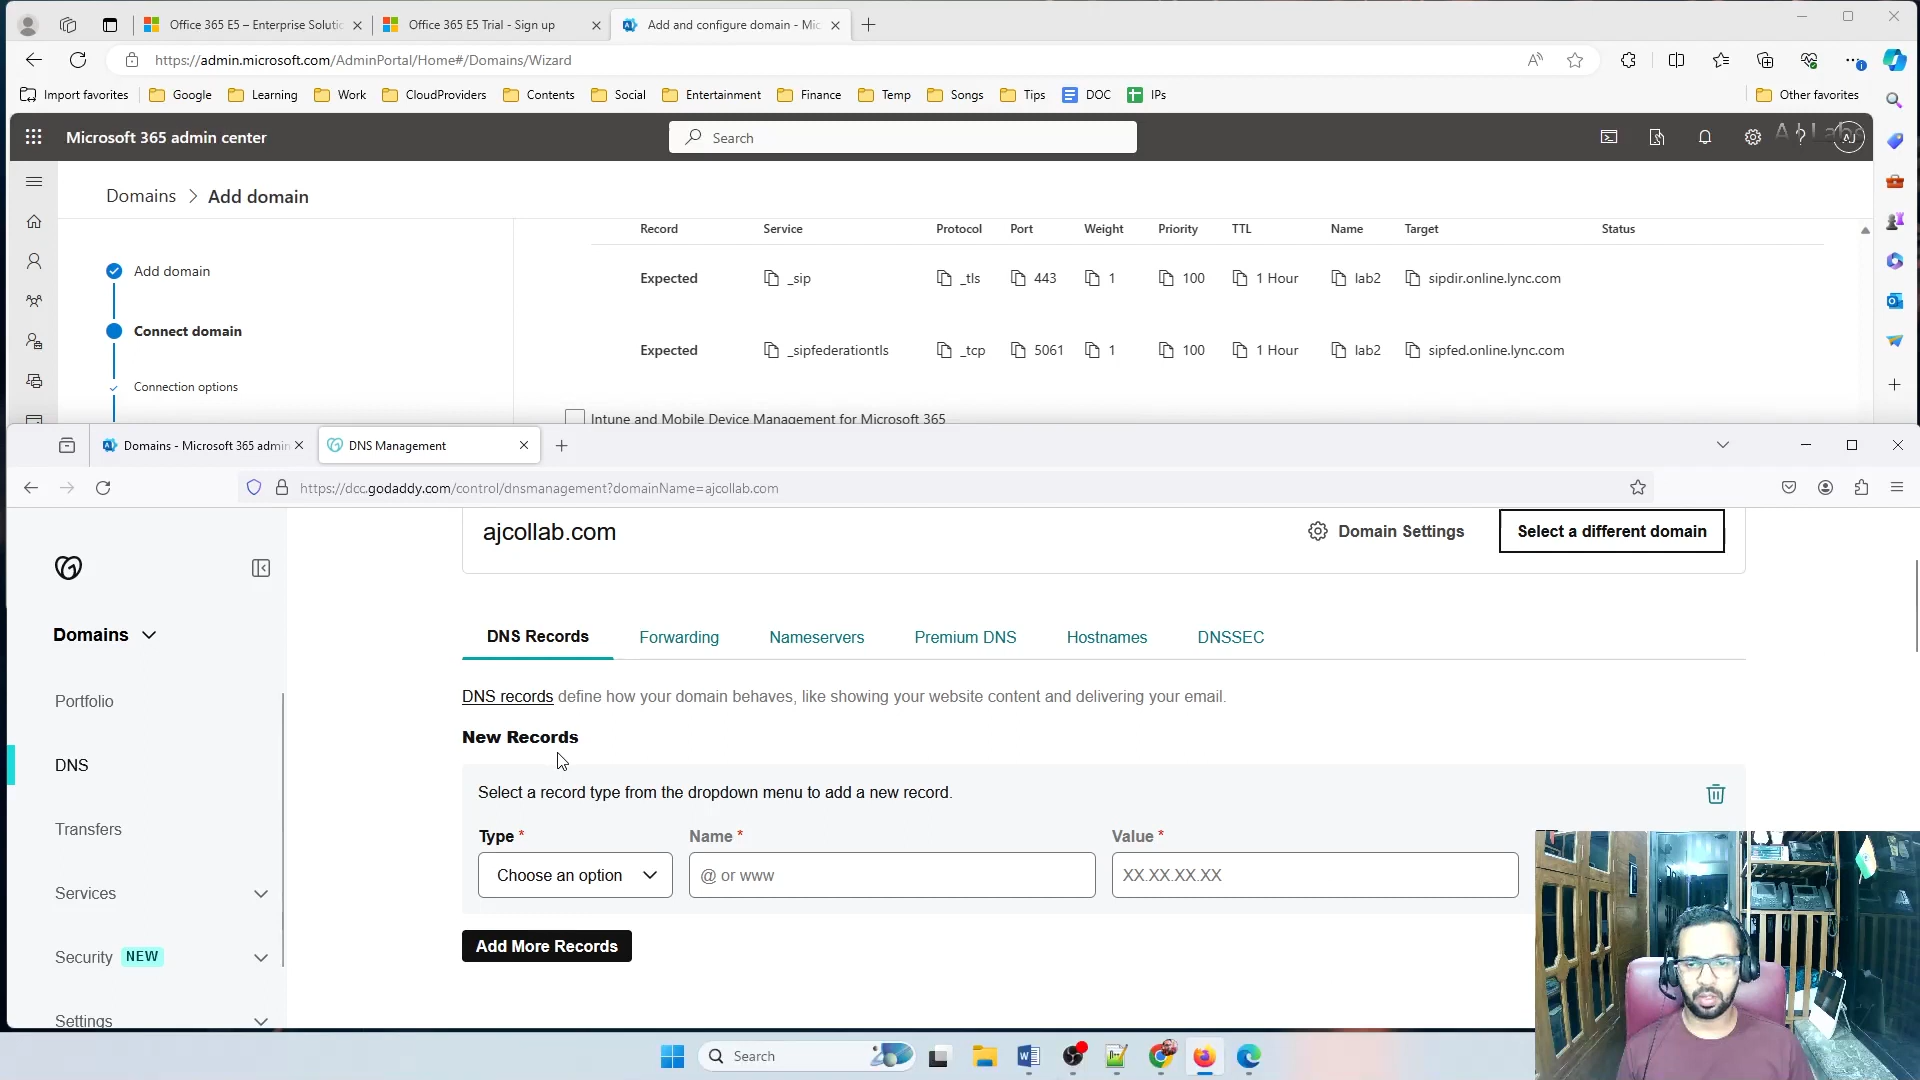 Office 365 E5 – Enterprise Solutic
Office 365 E5 Trial - Sign up
Add and configure domain - Mic
https://admin.microsoft.com/AdminPortal/Home#/Domains/Wizard
Import favorites
Google
Learning
Work
CloudProviders
Contents
Social
Entertainment
Finance
Temp
Songs
Tips
DOC
IPs
Other favorites
Microsoft 365 admin center
Search
AJ
Domains > Add domain
Add domain
Connect domain
Connection options
Record Service Protocol Port Weight Priority TTL Name Target Status
Expected _sip _tls 443 1 100 1 Hour lab2 sipdir.online.lync.com
Expected _sipfederationtls _tcp 5061 1 100 1 Hour lab2 sipfed.online.lync.com
Intune and Mobile Device Management for Microsoft 365
Domains - Microsoft 365 admin
DNS Management
https://dcc.godaddy.com/control/dnsmanagement?domainName=ajcollab.com
ajcollab.com
Domain Settings
Select a different domain
Domains
Portfolio
DNS
Transfers
Services
Security NEW
Settings
DNS Records
Forwarding
Nameservers
Premium DNS
Hostnames
DNSSEC
DNS records define how your domain behaves, like showing your website content and delivering your email.
New Records
Select a record type from the dropdown menu to add a new record.
Type *
Name *
Value *
Choose an option
@ or www
XX.XX.XX.XX
Add More Records
Search